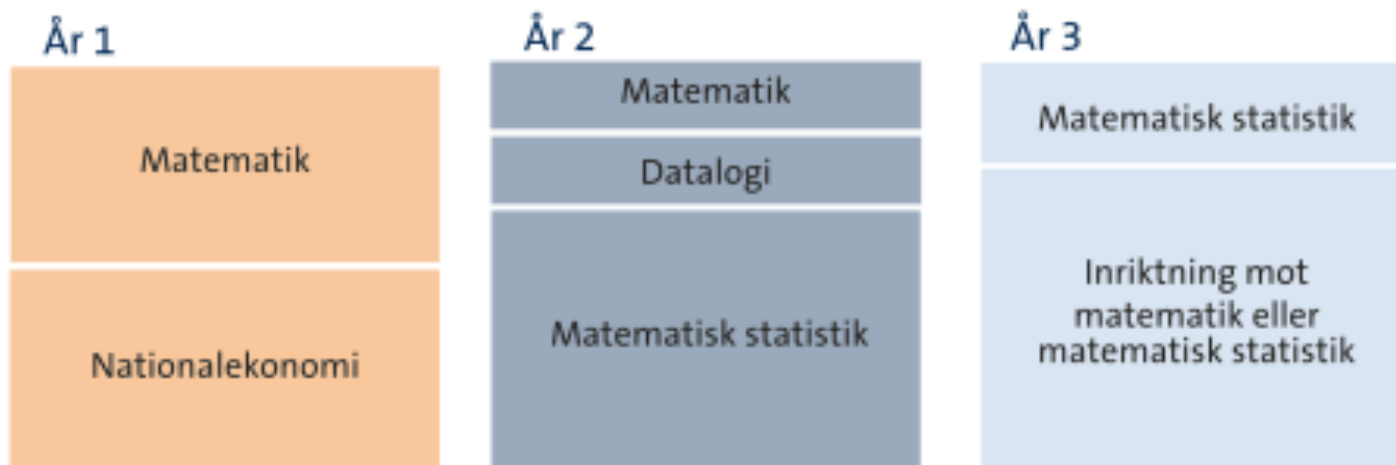 År 1
Matematik
Nationalekonomi
År 2
Matematik
Datalogi
Matematisk statistik
År 3
Matematisk statistik
Inriktning mot
matematik eller
matematisk statistik